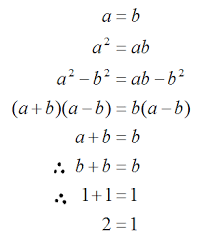 a = b
a² = ab
a² − b² = ab − b²
(a + b)(a − b) = b(a − b)
a + b = b
∴ b + b = b
∴ 1 + 1 = 1
2 = 1